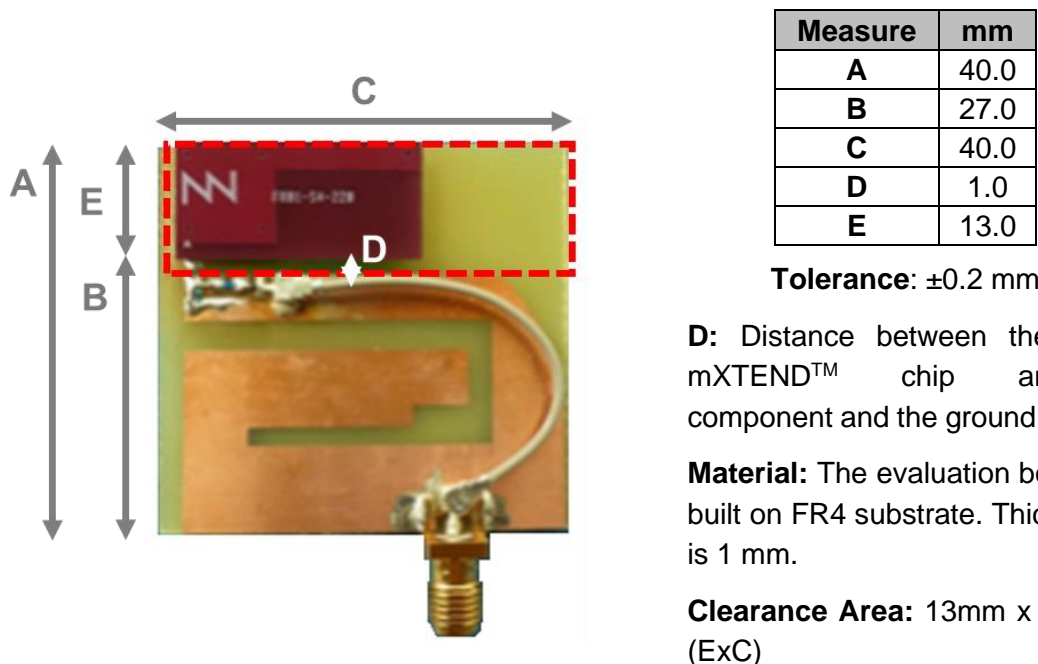 C
A
E
D
B
Measure mm
A 40.0
B 27.0
C 40.0
D 1.0
E 13.0
Tolerance: ±0.2 mm
D: Distance between the
mXTEND™ chip
component and the ground
Material: The evaluation
built on FR4 substrate.
is 1 mm.
Clearance Area: 13mm x
(ExC)